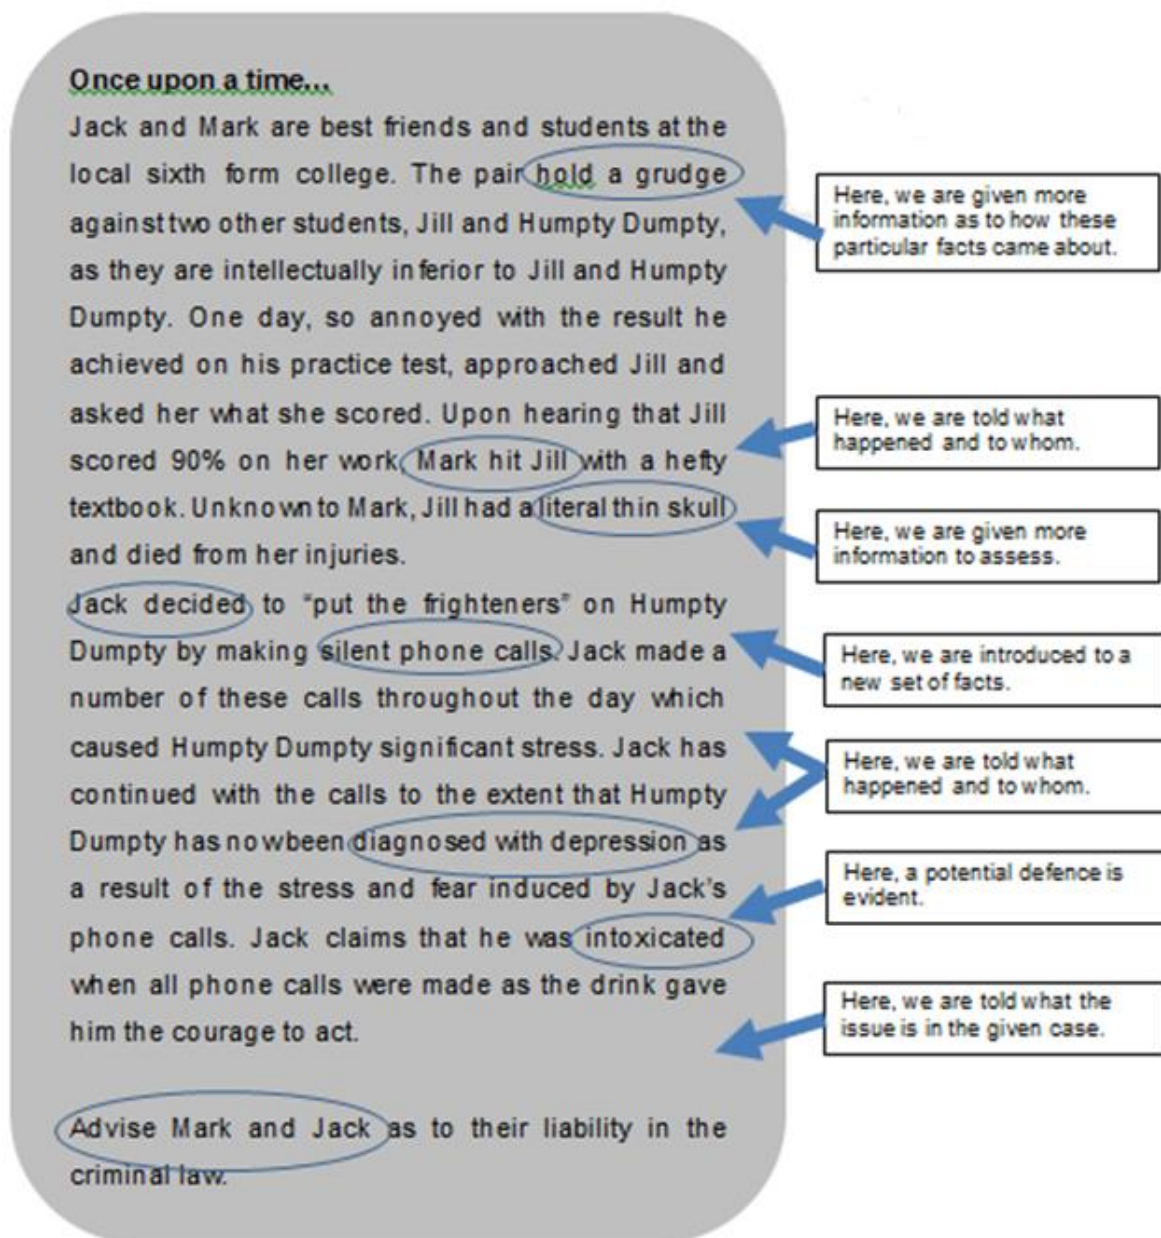 Once upon a time...
Jack and Mark are best friends and students at the
local sixth form college. The pair hold a grudge
against two other students, Jill and Humpty Dumpty,
as they are intellectually inferior to Jill and Humpty
Dumpty. One day, so annoyed with the result he
achieved on his practice test, approached Jill and
asked her what she scored. Upon hearing that Jill
scored 90% on her work, Mark hit Jill with a hefty
textbook. Unknown to Mark, Jill had a literal thin skull
and died from her injuries.
Jack decided to “put the frighteners” on Humpty
Dumpty by making silent phone calls. Jack made a
number of these calls throughout the day which
caused Humpty Dumpty significant stress. Jack has
continued with the calls to the extent that Humpty
Dumpty has now been diagnosed with depression as
a result of the stress and fear induced by Jack's
phone calls. Jack claims that he was intoxicated
when all phone calls were made as the drink gave
him the courage to act.
Advise Mark and Jack as to their liability in the
criminal law.
Here, we are given more
information as to how these
particular facts came about.
Here, we are told what
happened and to whom.
Here, we are given more
information to assess.
Here, we are introduced to a
new set of facts.
Here, we are told what
happened and to whom.
Here, a potential defence is
evident.
Here, we are told what the
issue is in the given case.